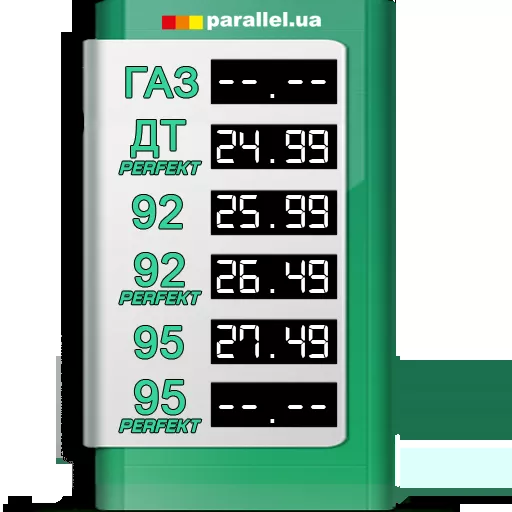 parallel.ua
ГАЗ --.--
ДТ 24.99
PERFEKT
92 25.99
92 26.49
PERFEKT
95 27.49
95 --.--
PERFEKT